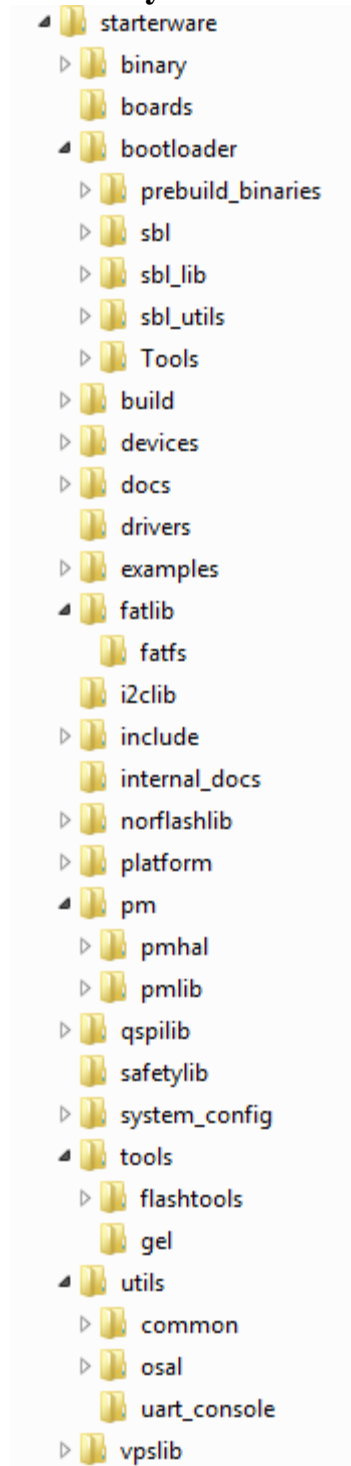 starterware
binary
boards
bootloader
prebuild_binaries
sbl
sbl_lib
sbl_utils
Tools
build
devices
docs
drivers
examples
fatlib
fatfs
i2clib
include
internal_docs
norflashlib
platform
pm
pmhal
pmlib
qspilib
safetylib
system_config
tools
flashtools
gel
utils
common
osal
uart_console
vpslib